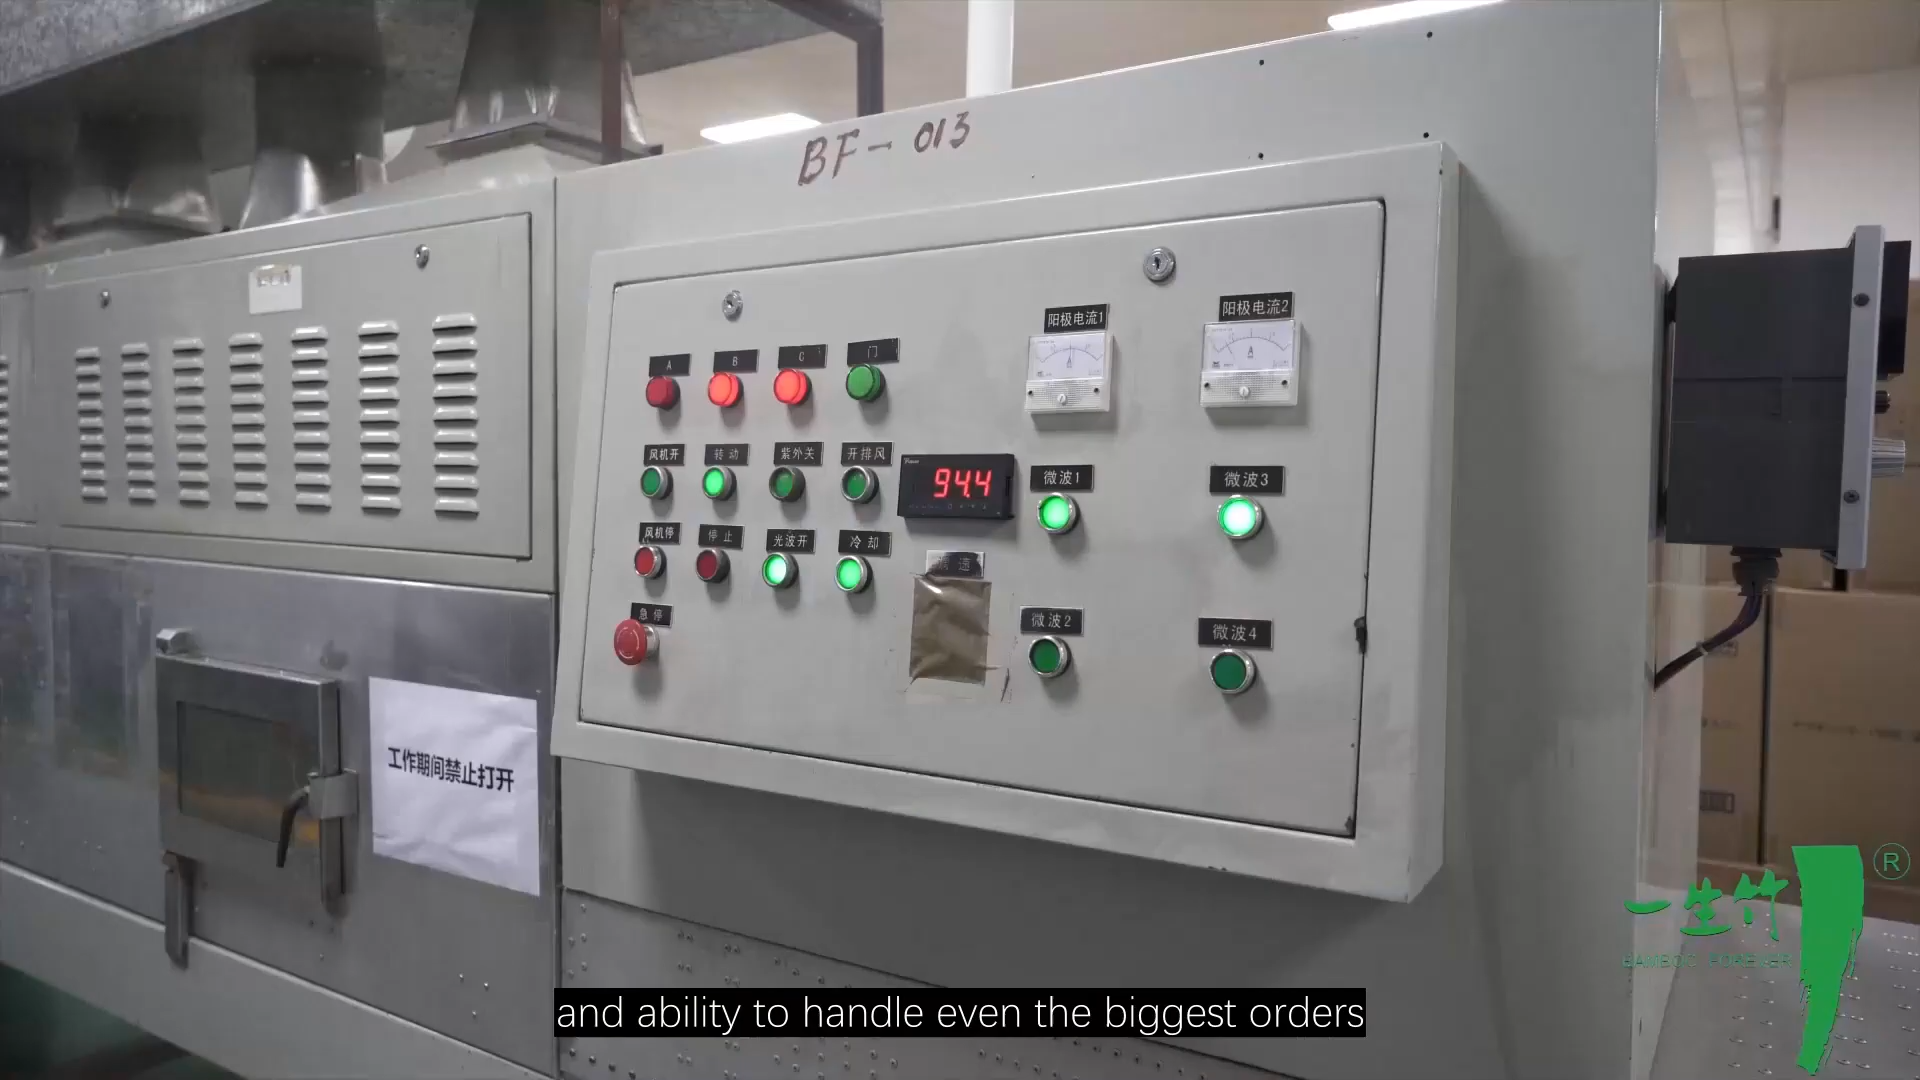 BF-013
阳极电流1
阳极电流2
A
B
C
门
风机开
转动
紫外关
开排风
94.4
微波1
微波3
风机停
停止
光波开
冷却
急停
微波2
微波4
工作期间禁止打开
一生竹
BAMBOO FOREVER
®
and ability to handle even the biggest orders